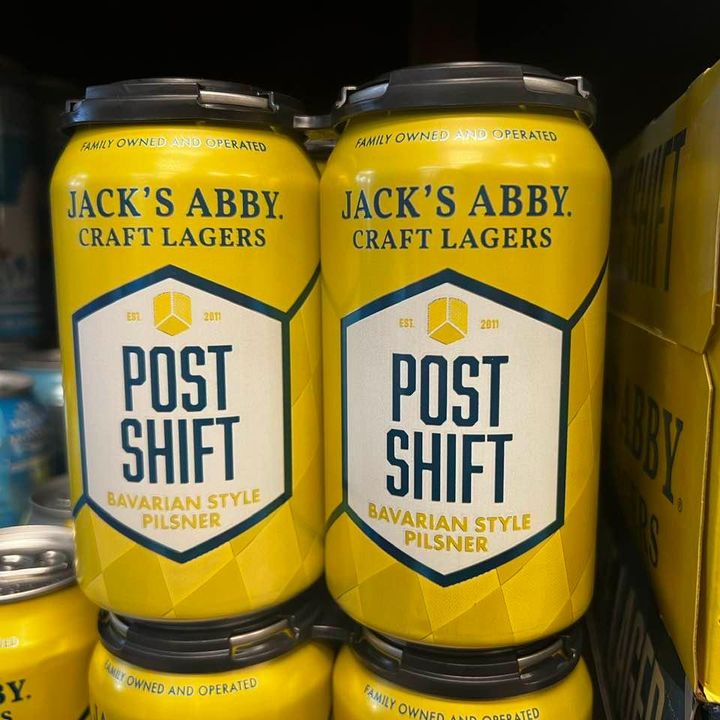 FAMILY OWNED AND OPERATED
JACK'S ABBY.
CRAFT LAGERS
EST. 2011
POST
SHIFT
BAVARIAN STYLE
PILSNER
FAMILY OWNED AND OPERATED
JACK'S ABBY.
CRAFT LAGERS
EST. 2011
POST
SHIFT
BAVARIAN STYLE
PILSNER
FAMILY OWNED AND OPERATED
FAMILY OWNED AND OPERATED